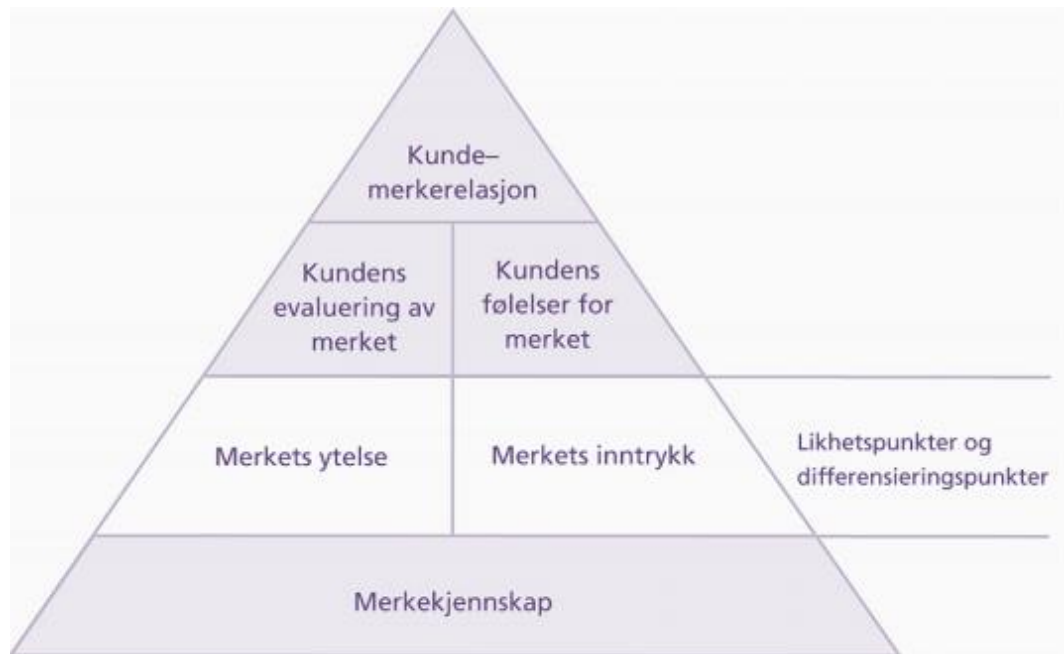 Kunde–
merkerelasjon
Kundens
evaluering av
merket
Kundens
følelser for
merket
Merkets ytelse
Merkets inntrykk
Likhetspunkter og
differensieringspunkter
Merkekjennskap